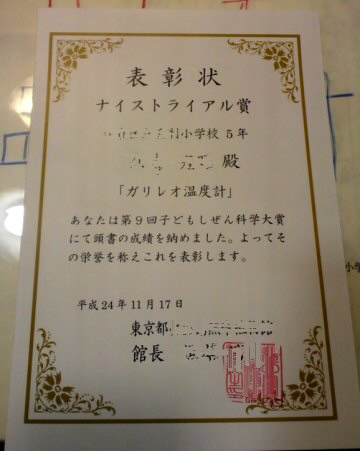 表彰状
ナイストライアル賞
小学校 5年
殿
「ガリレオ温度計」
あなたは第9回子どもしぜん科学大賞
にて頭書の成績を納めました。よってそ
の栄誉を称えこれを表彰します。
平成24年11月17日
東京都
館長
小学